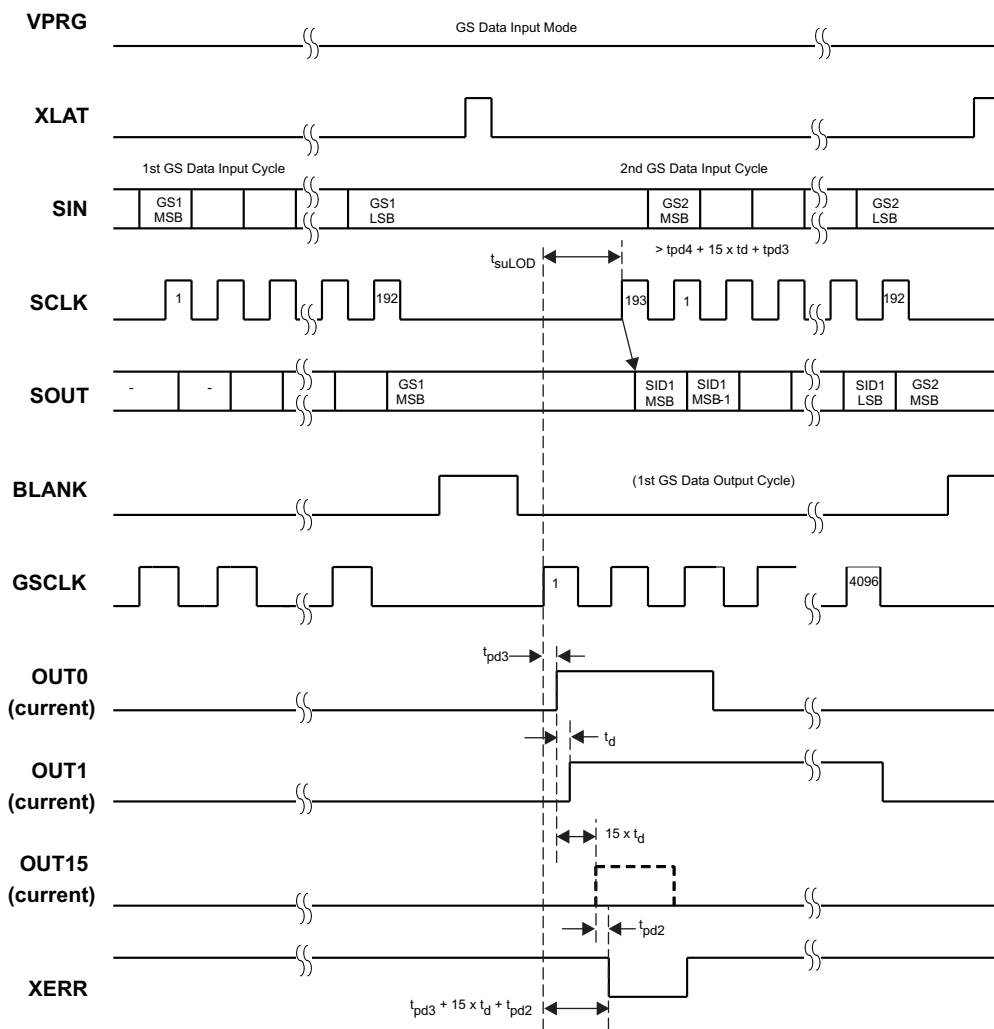 VPRG
GS Data Input Mode
XLAT
1st GS Data Input Cycle
2nd GS Data Input Cycle
SIN
GS1
MSB
GS1
LSB
GS2
MSB
GS2
LSB
tsuLOD
> tpd4 + 15 x td + tpd3
SCLK
1
192
193
1
192
SOUT
-
-
GS1
MSB
SID1
MSB
SID1
MSB-1
SID1
LSB
GS2
MSB
BLANK
(1st GS Data Output Cycle)
GSCLK
1
4096
tpd3
OUT0
(current)
td
OUT1
(current)
15 x td
OUT15
(current)
tpd2
XERR
tpd3 + 15 x td + tpd2